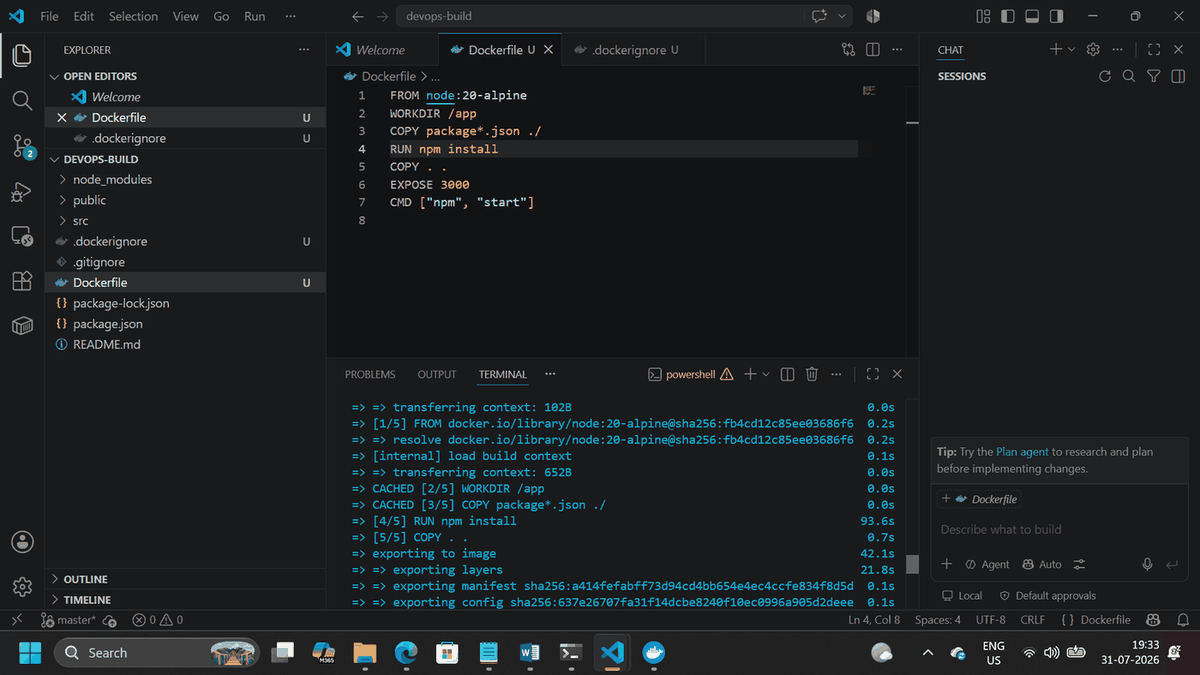 File Edit Selection View Go Run ···
devops-build
EXPLORER ···
OPEN EDITORS
Welcome
Dockerfile U
.dockerignore U
DEVOPS-BUILD
node_modules
public
src
.dockerignore U
.gitignore
Dockerfile U
package-lock.json
package.json
README.md
OUTLINE
TIMELINE
2
Welcome
Dockerfile U
.dockerignore U
Dockerfile > ...
1 FROM node:20-alpine
2 WORKDIR /app
3 COPY package*.json ./
4 RUN npm install
5 COPY . .
6 EXPOSE 3000
7 CMD ["npm", "start"]
8
PROBLEMS OUTPUT TERMINAL ···
powershell
=> => transferring context: 102B 0.0s
=> [1/5] FROM docker.io/library/node:20-alpine@sha256:fb4cd12c85ee03686f6 0.2s
=> => resolve docker.io/library/node:20-alpine@sha256:fb4cd12c85ee03686f6 0.2s
=> [internal] load build context 0.1s
=> => transferring context: 652B 0.0s
=> CACHED [2/5] WORKDIR /app 0.0s
=> CACHED [3/5] COPY package*.json ./ 0.0s
=> [4/5] RUN npm install 93.6s
=> [5/5] COPY . . 0.7s
=> exporting to image 42.1s
=> => exporting layers 21.8s
=> => exporting manifest sha256:a414fefabff73d94cd4bb654e4ec4ccfe834f8d5d 0.1s
=> => exporting config sha256:637e26707fa31f14dcbe8240f10ec0996a905d2deee 0.1s
CHAT
SESSIONS
Tip: Try the Plan agent to research and plan
before implementing changes.
Dockerfile
Describe what to build
Agent Auto
Local Default approvals
master* 0 0
Ln 4, Col 8 Spaces: 4 UTF-8 CRLF { } Dockerfile
Search
M365
ENG
US
19:33
31-07-2026